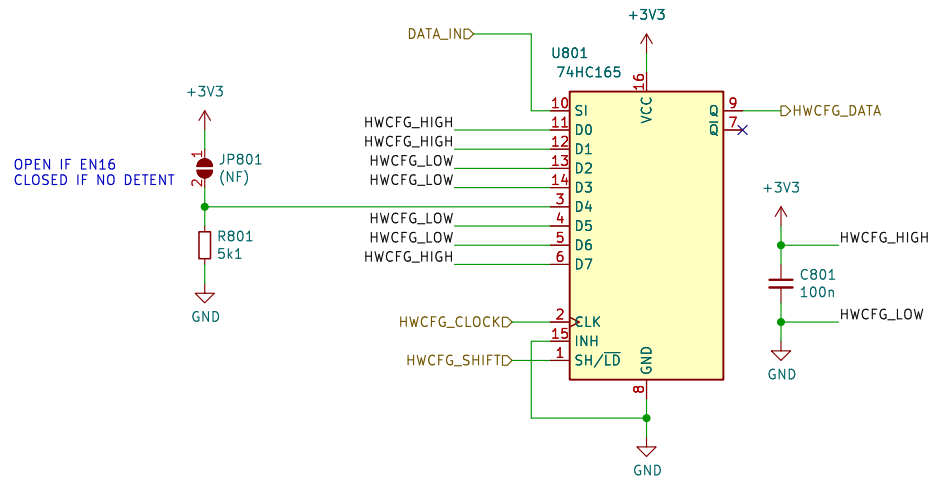 +3V3
DATA_IN
U801
74HC165
16
VCC
10
SI
Q
9
HWCFG_DATA
HWCFG_HIGH
11
D0
Q
7
HWCFG_HIGH
12
D1
HWCFG_LOW
13
D2
HWCFG_LOW
14
D3
3
D4
HWCFG_LOW
4
D5
HWCFG_LOW
5
D6
HWCFG_HIGH
6
D7
HWCFG_CLOCK
2
CLK
15
INH
HWCFG_SHIFT
1
SH/LD
GND
8
GND
+3V3
1
JP801
2
(NF)
OPEN IF EN16
CLOSED IF NO DETENT
R801
5k1
GND
+3V3
HWCFG_HIGH
C801
100n
HWCFG_LOW
GND